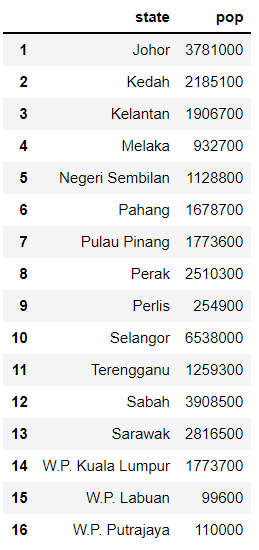 state pop
1 Johor 3781000
2 Kedah 2185100
3 Kelantan 1906700
4 Melaka 932700
5 Negeri Sembilan 1128800
6 Pahang 1678700
7 Pulau Pinang 1773600
8 Perak 2510300
9 Perlis 254900
10 Selangor 6538000
11 Terengganu 1259300
12 Sabah 3908500
13 Sarawak 2816500
14 W.P. Kuala Lumpur 1773700
15 W.P. Labuan 99600
16 W.P. Putrajaya 110000